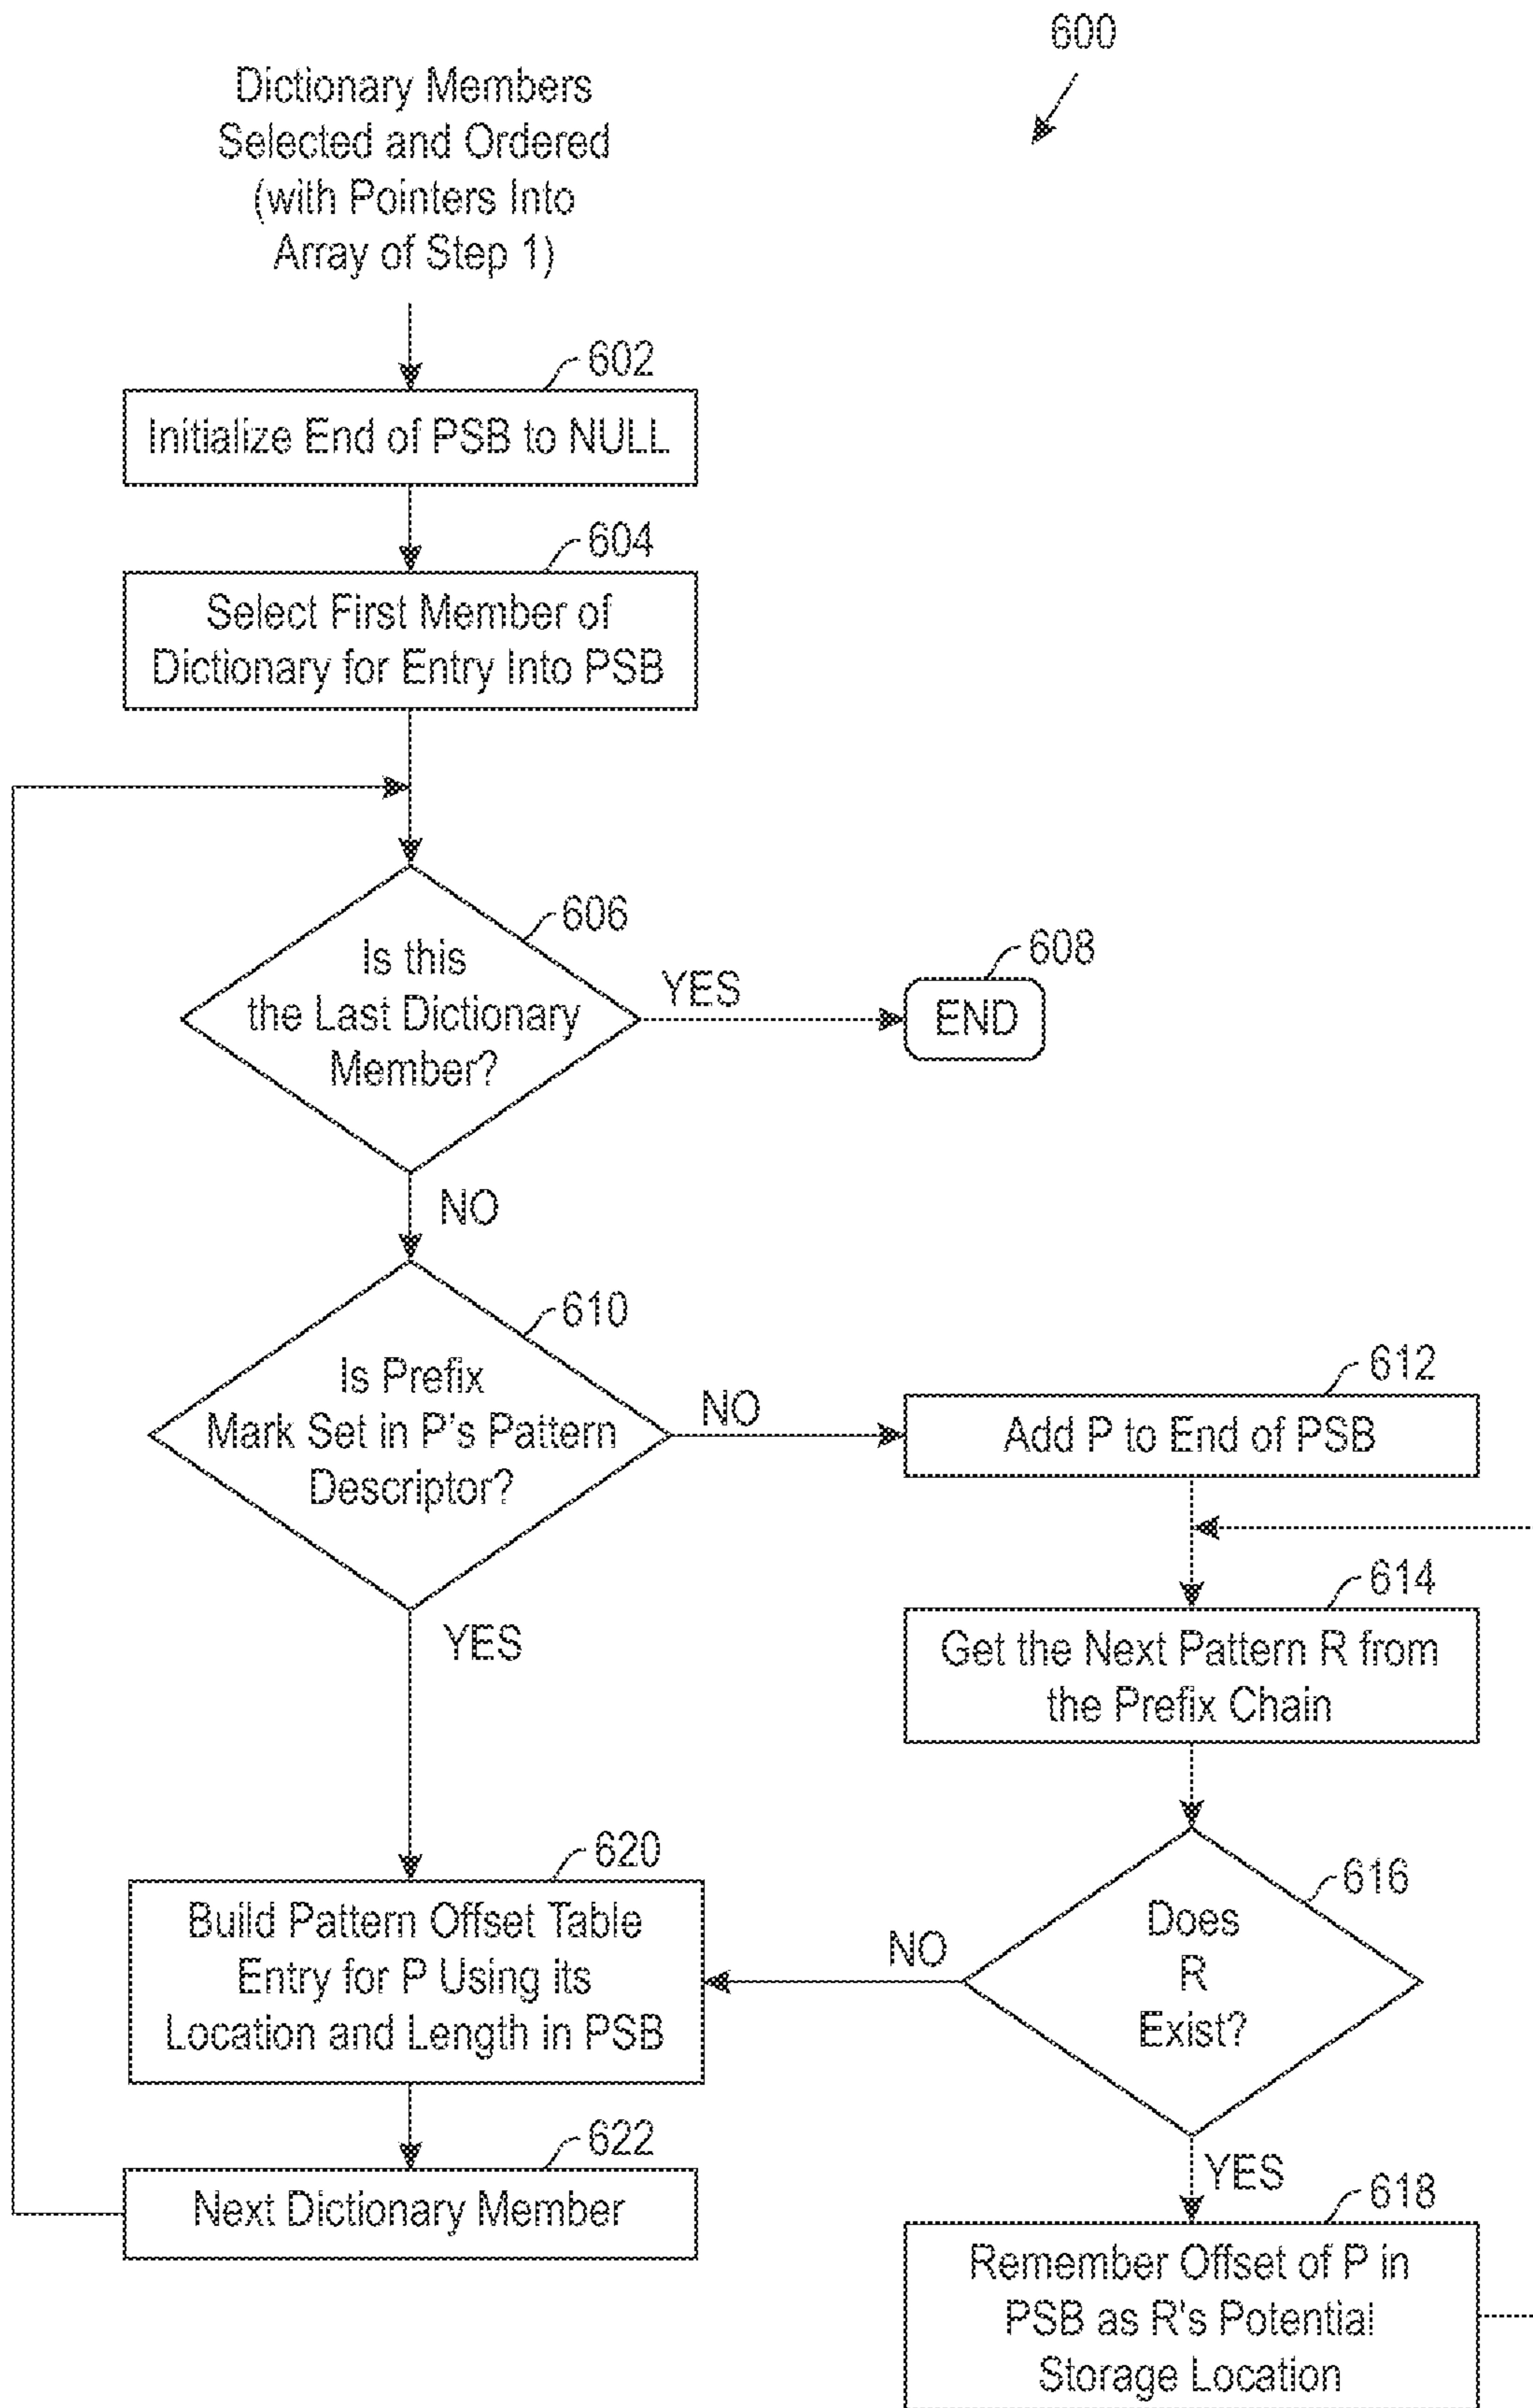 600
Dictionary Members
Selected and Ordered
(with Pointers Into
Array of Step 1)
602
Initialize End of PSB to NULL
604
Select First Member of
Dictionary for Entry Into PSB
606
Is this
the Last Dictionary
Member?
YES
608
END
NO
610
Is Prefix
Mark Set in P's Pattern
Descriptor?
NO
612
Add P to End of PSB
614
Get the Next Pattern R from
the Prefix Chain
YES
616
Does
R
Exist?
NO
620
Build Pattern Offset Table
Entry for P Using its
Location and Length in PSB
622
Next Dictionary Member
YES
618
Remember Offset of P in
PSB as R's Potential
Storage Location